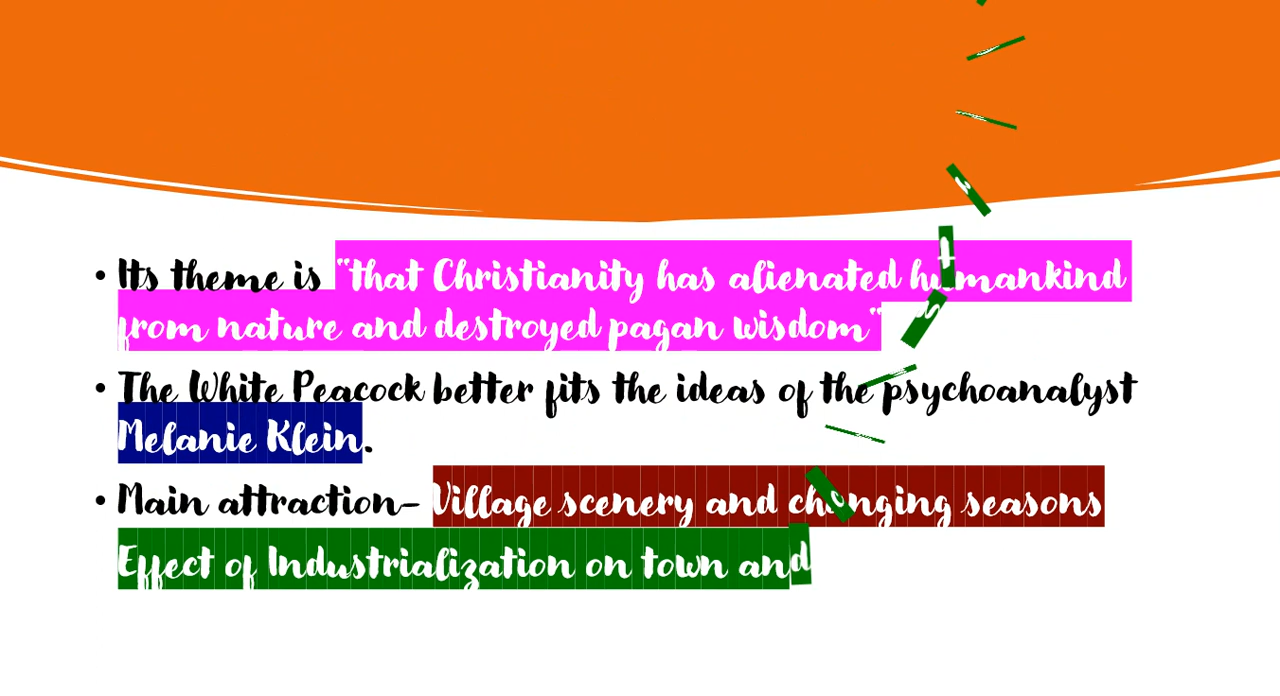 • Its theme is "that Christianity has alienated humankind
from nature and destroyed pagan wisdom"
• The White Peacock better fits the ideas of the psychoanalyst
Melanie Klein.
• Main attraction- Village scenery and changing seasons
Effect of Industrialization on town and